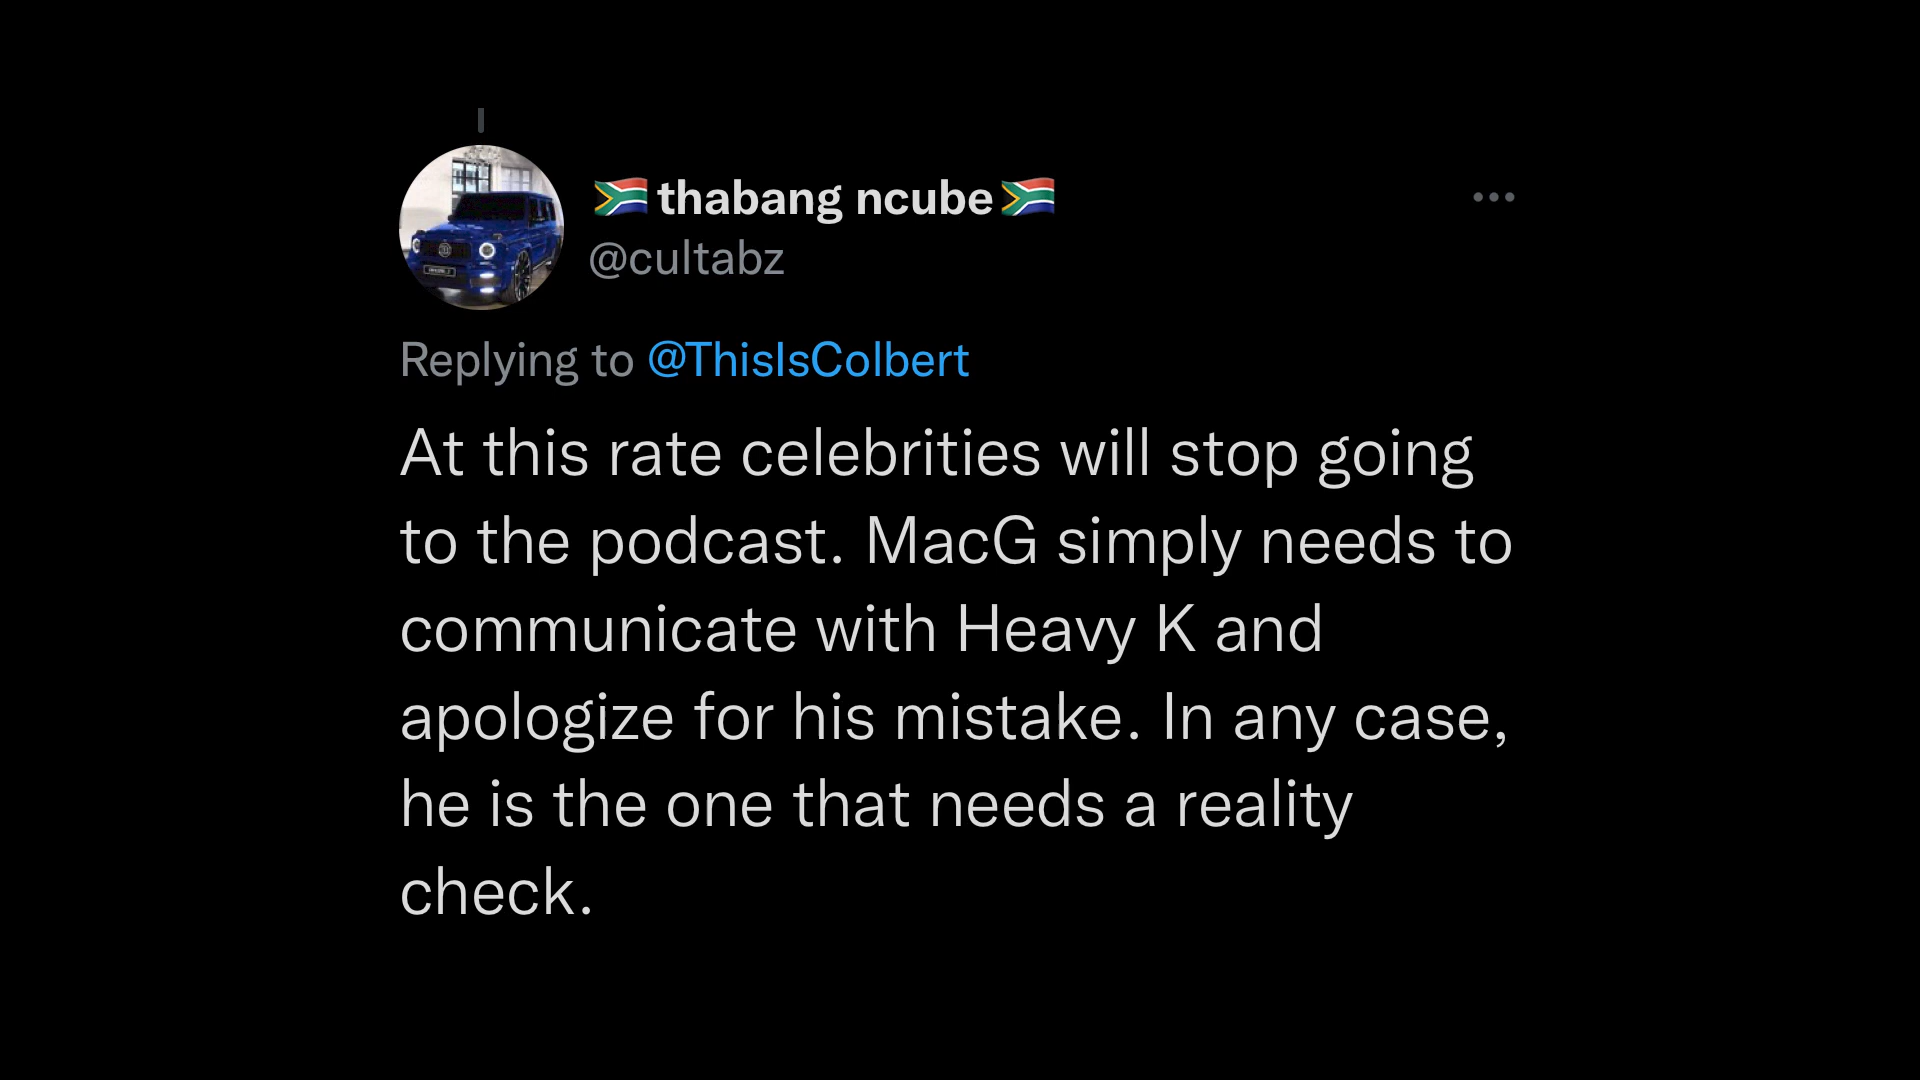 🇿🇦thabang ncube🇿🇦
@cultabz
Replying to @ThisIsColbert
At this rate celebrities will stop going
to the podcast. MacG simply needs to
communicate with Heavy K and
apologize for his mistake. In any case,
he is the one that needs a reality
check.